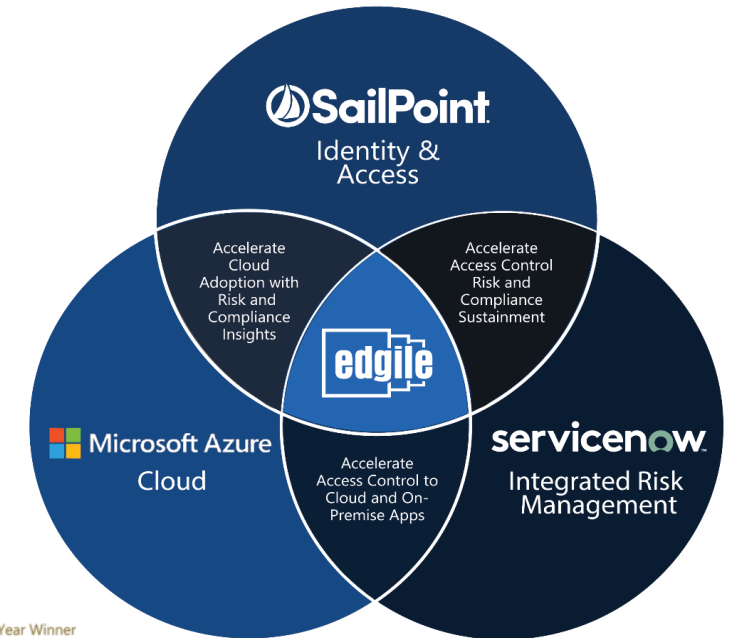 SailPoint
Identity &
Access
Accelerate
Cloud
Adoption with
Risk and
Compliance
Insights
Accelerate
Access Control
Risk and
Compliance
Sustainment
edgile
Microsoft Azure
Cloud
servicenow
Integrated Risk
Management
Accelerate
Access Control to
Cloud and On-
Premise Apps
Year Winner